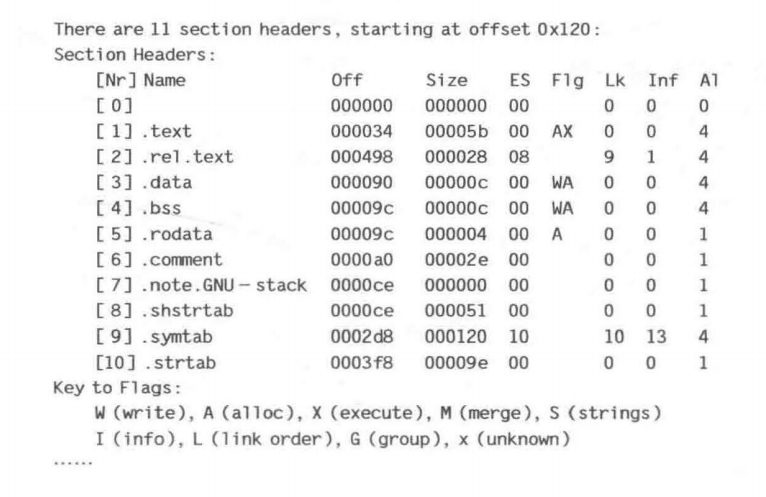 There are 11 section headers, starting at offset 0x120:
Section Headers:
[Nr] Name Off Size ES Flg Lk Inf Al
[ 0] 000000 000000 00 0 0 0
[ 1] .text 000034 00005b 00 AX 0 0 4
[ 2] .rel.text 000498 000028 08 9 1 4
[ 3] .data 000090 00000c 00 WA 0 0 4
[ 4] .bss 00009c 00000c 00 WA 0 0 4
[ 5] .rodata 00009c 000004 00 A 0 0 1
[ 6] .comment 0000a0 00002e 00 0 0 1
[ 7] .note.GNU－stack 0000ce 000000 00 0 0 1
[ 8] .shstrtab 0000ce 000051 00 0 0 1
[ 9] .symtab 0002d8 000120 10 10 13 4
[10] .strtab 0003f8 00009e 00 0 0 1
Key to Flags:
W (write), A (alloc), X (execute), M (merge), S (strings)
I (info), L (link order), G (group), x (unknown)
……